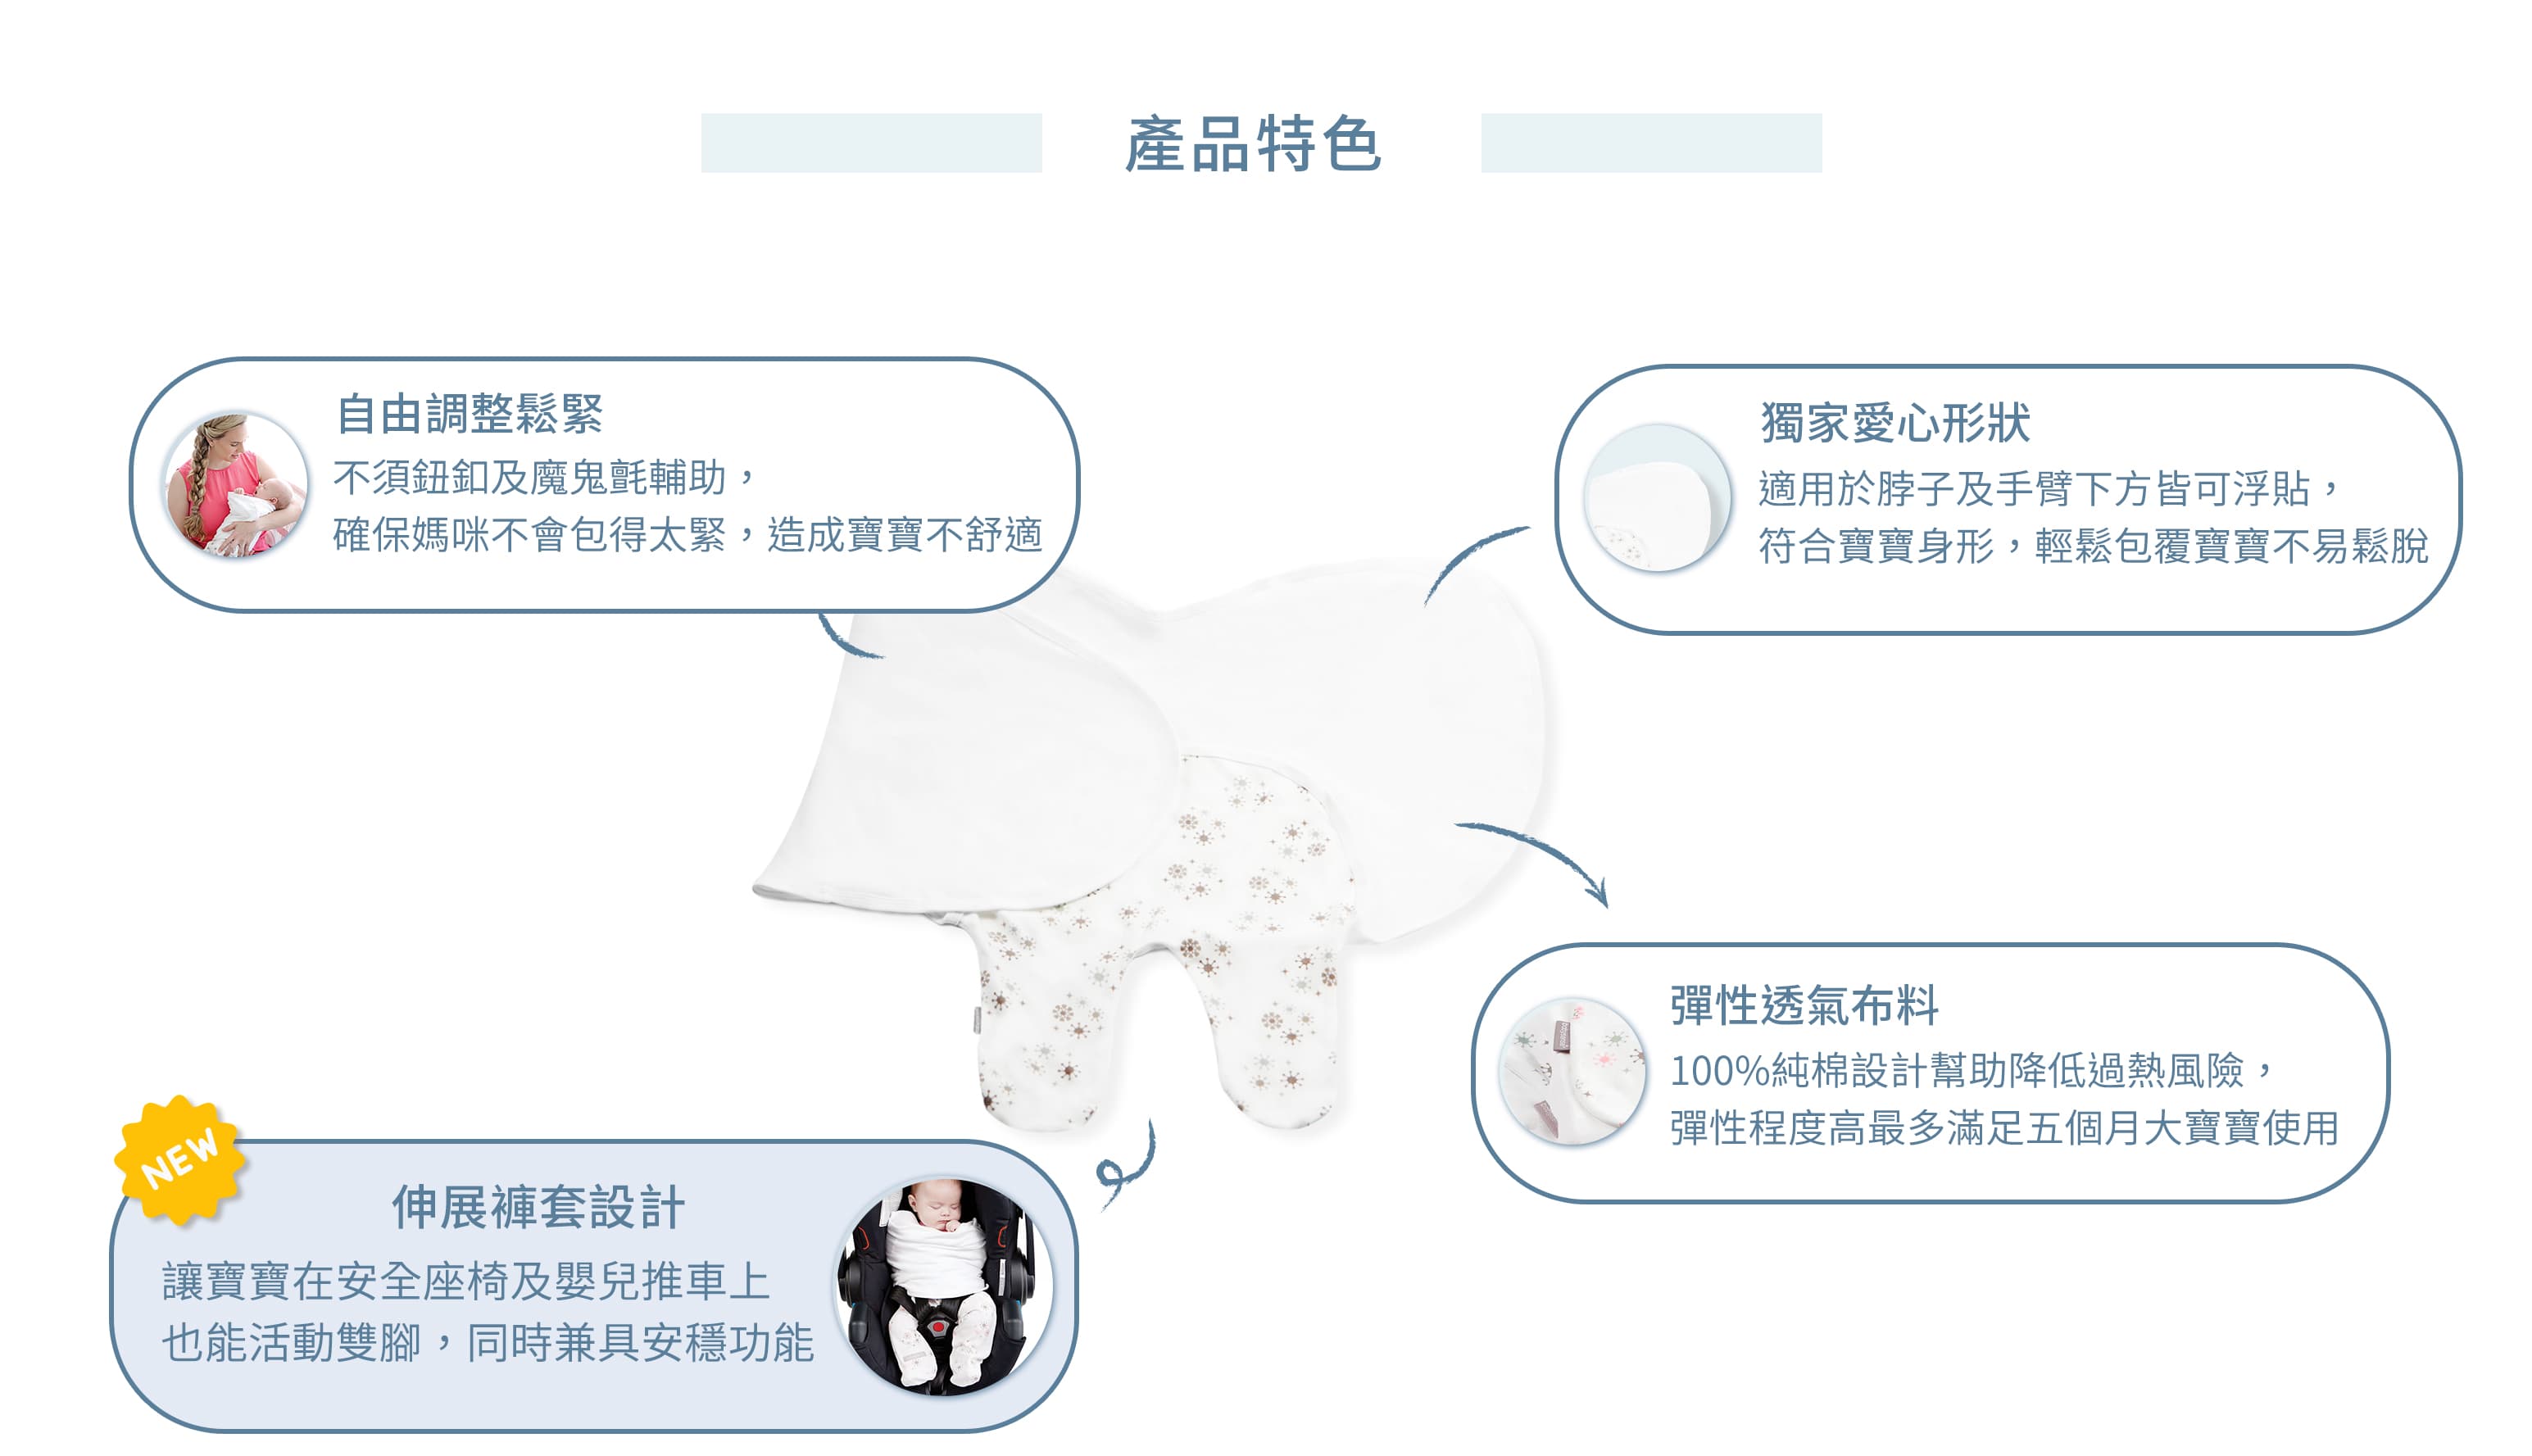 產品特色
自由調整鬆緊
不須鈕釦及魔鬼氈輔助，
確保媽咪不會包得太緊，造成寶寶不舒適
獨家愛心形狀
適用於脖子及手臂下方皆可浮貼，
符合寶寶身形，輕鬆包覆寶寶不易鬆脫
彈性透氣布料
100%純棉設計幫助降低過熱風險，
彈性程度高最多滿足五個月大寶寶使用
NEW
伸展褲套設計
讓寶寶在安全座椅及嬰兒推車上
也能活動雙腳，同時兼具安穩功能